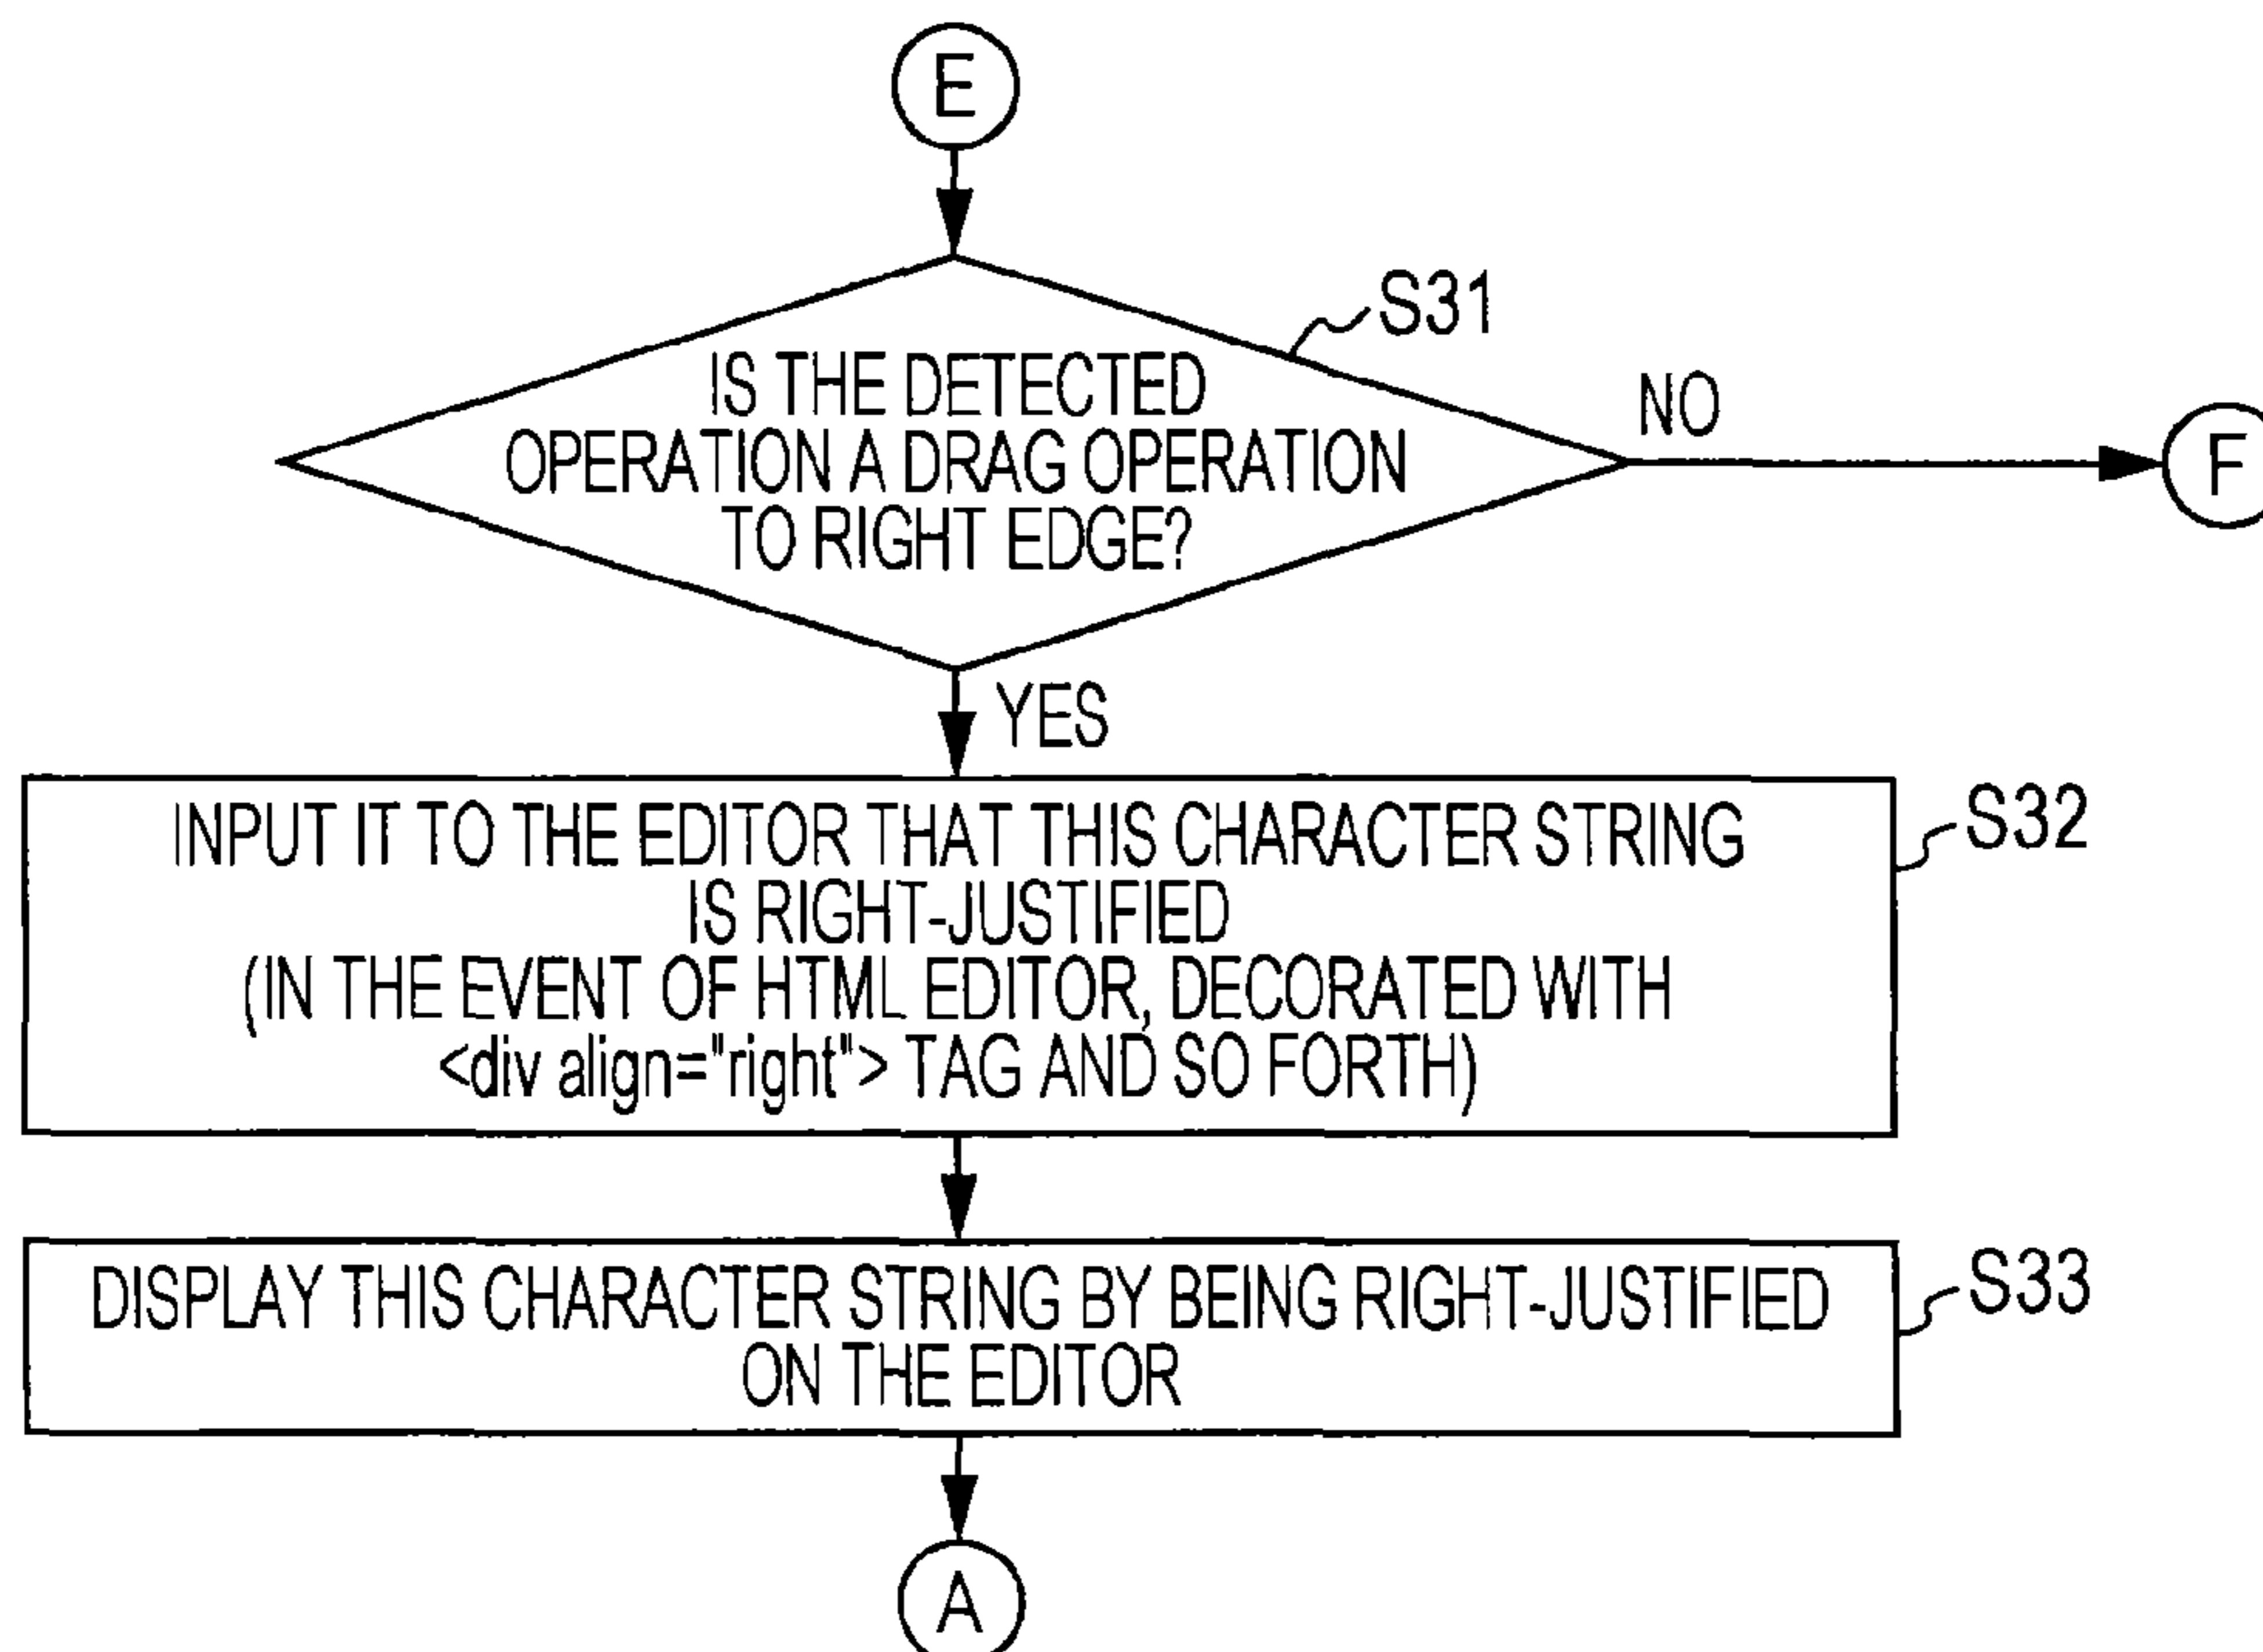 E
S31
IS THE DETECTED
OPERATION A DRAG OPERATION
TO RIGHT EDGE?
NO
F
YES
INPUT IT TO THE EDITOR THAT THIS CHARACTER STRING
IS RIGHT-JUSTIFIED
(IN THE EVENT OF HTML EDITOR, DECORATED WITH
<div align="right"> TAG AND SO FORTH)
S32
DISPLAY THIS CHARACTER STRING BY BEING RIGHT-JUSTIFIED
ON THE EDITOR
S33
A